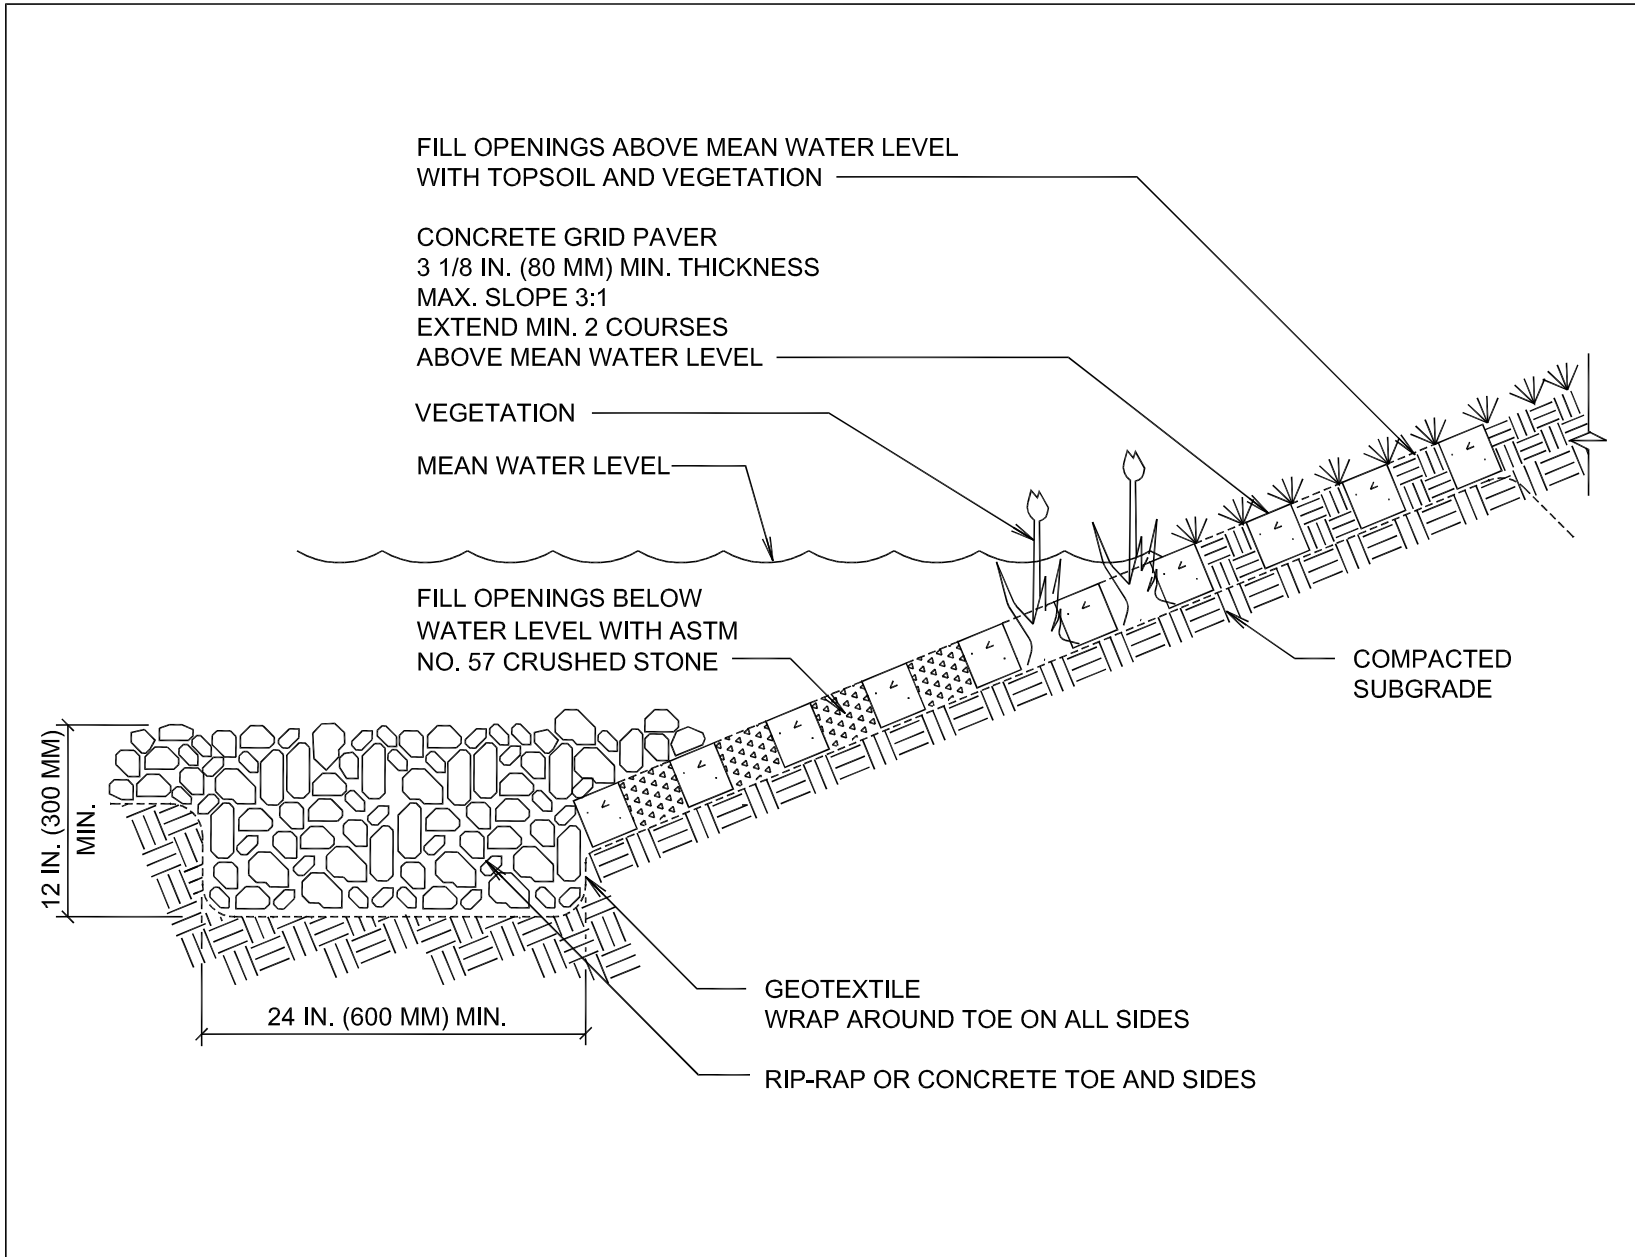 FILL OPENINGS ABOVE MEAN WATER LEVEL
WITH TOPSOIL AND VEGETATION
CONCRETE GRID PAVER
3 1/8 IN. (80 MM) MIN. THICKNESS
MAX. SLOPE 3:1
EXTEND MIN. 2 COURSES
ABOVE MEAN WATER LEVEL
VEGETATION
MEAN WATER LEVEL
FILL OPENINGS BELOW
WATER LEVEL WITH ASTM
NO. 57 CRUSHED STONE
COMPACTED
SUBGRADE
12 IN. (300 MM)
MIN.
24 IN. (600 MM) MIN.
GEOTEXTILE
WRAP AROUND TOE ON ALL SIDES
RIP-RAP OR CONCRETE TOE AND SIDES